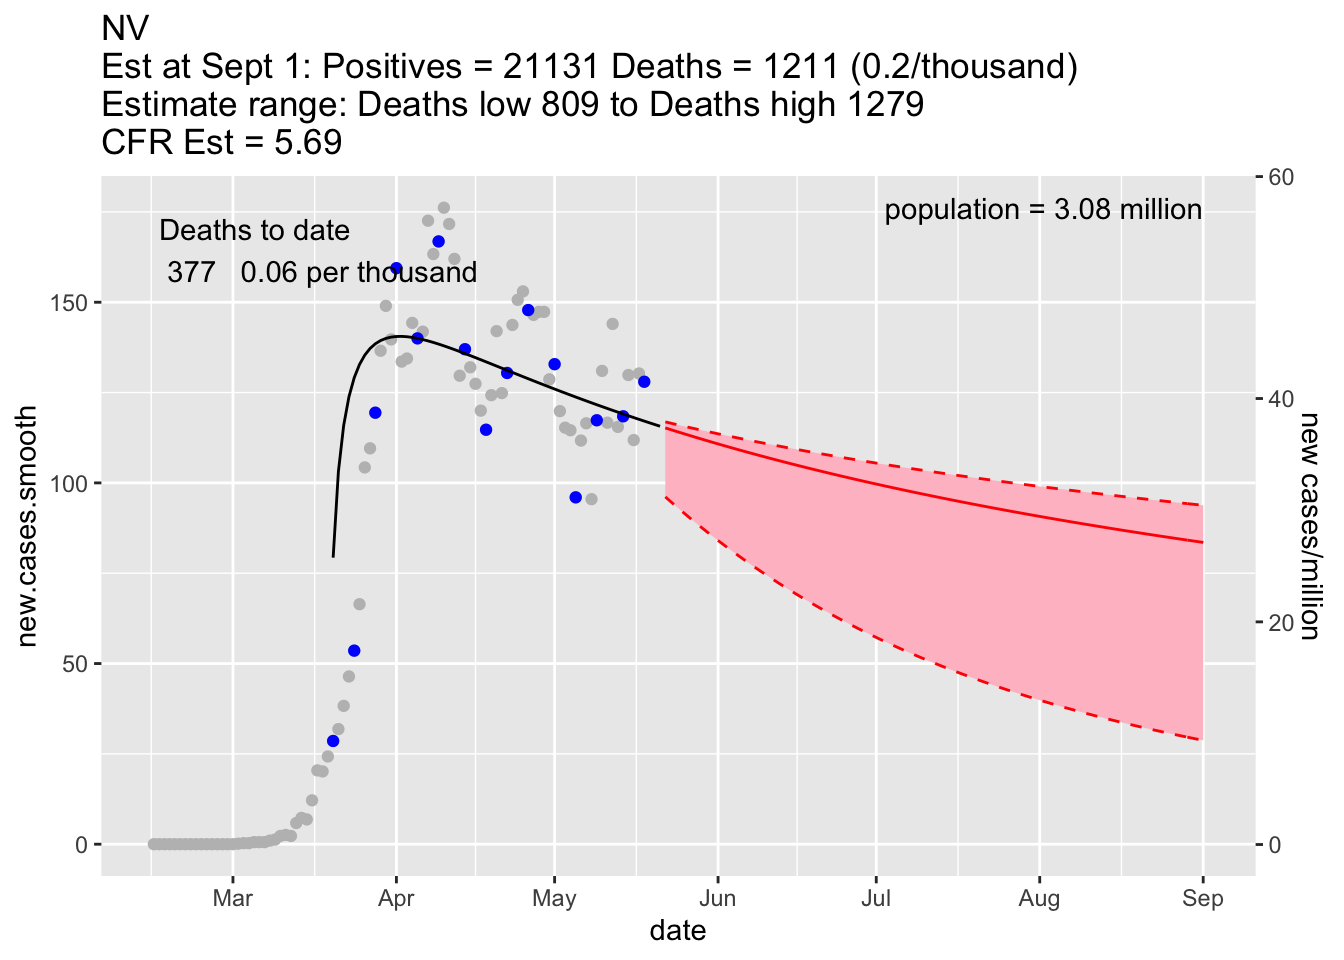 NV
Est at Sept 1: Positives = 21131 Deaths = 1211 (0.2/thousand)
Estimate range: Deaths low 809 to Deaths high 1279
CFR Est = 5.69
Deaths to date
377 0.06 per thousand
population = 3.08 million
150
100
50
0
60
40
20
0
new.cases.smooth
new cases/million
Mar Apr May Jun Jul Aug Sep
date